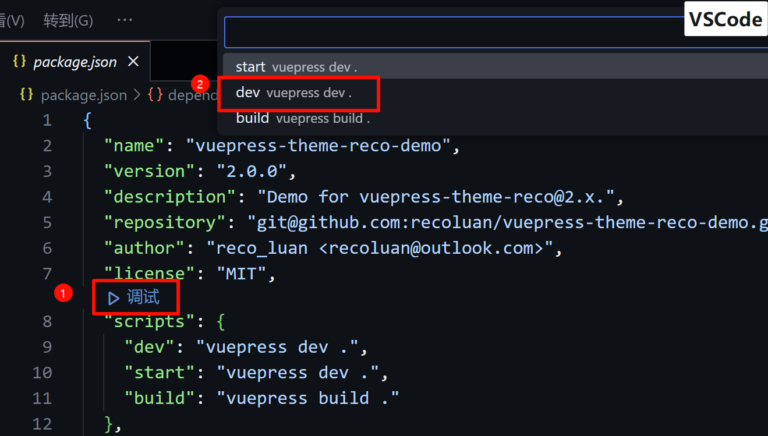 看(V) 转到(G) ···
VSCode
{} package.json ×
start vuepress dev .
2
dev vuepress dev .
build vuepress build .
{} package.json > {} depend
1 {
2 "name": "vuepress-theme-reco-demo",
3 "version": "2.0.0",
4 "description": "Demo for vuepress-theme-reco@2.x.",
5 "repository": "git@github.com:recoluan/vuepress-theme-reco-demo.g
6 "author": "reco_luan <recoluan@outlook.com>",
7 "license": "MIT",
1 调试
8 "scripts": {
9 "dev": "vuepress dev .",
10 "start": "vuepress dev .",
11 "build": "vuepress build ."
12 },